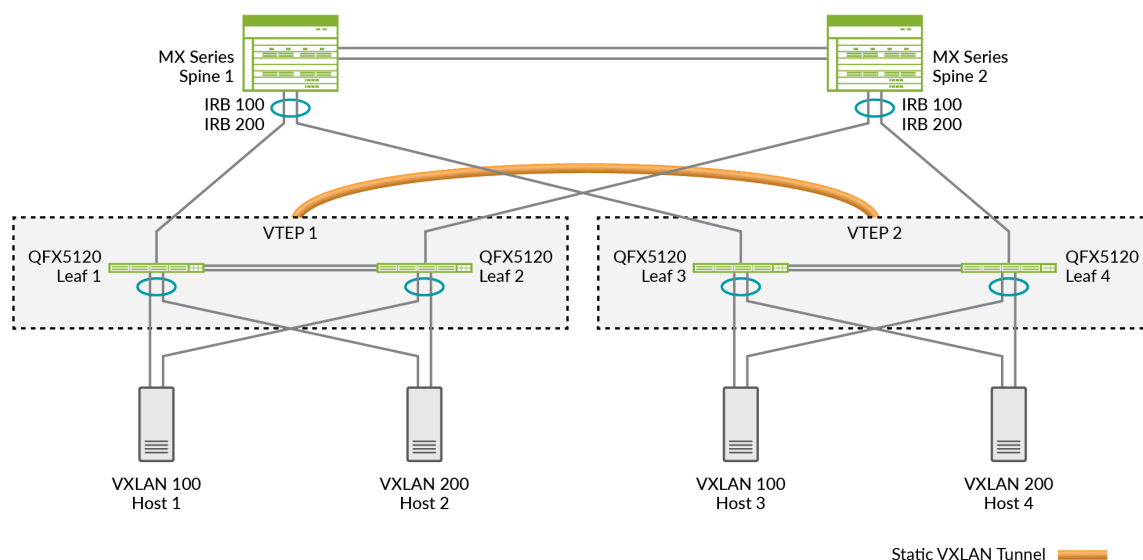 MX Series
Spine 1
MX Series
Spine 2
IRB 100
IRB 200
IRB 100
IRB 200
VTEP 1
VTEP 2
QFX5120
Leaf 1
QFX5120
Leaf 2
QFX5120
Leaf 3
QFX5120
Leaf 4
VXLAN 100
Host 1
VXLAN 200
Host 2
VXLAN 100
Host 3
VXLAN 200
Host 4
Static VXLAN Tunnel